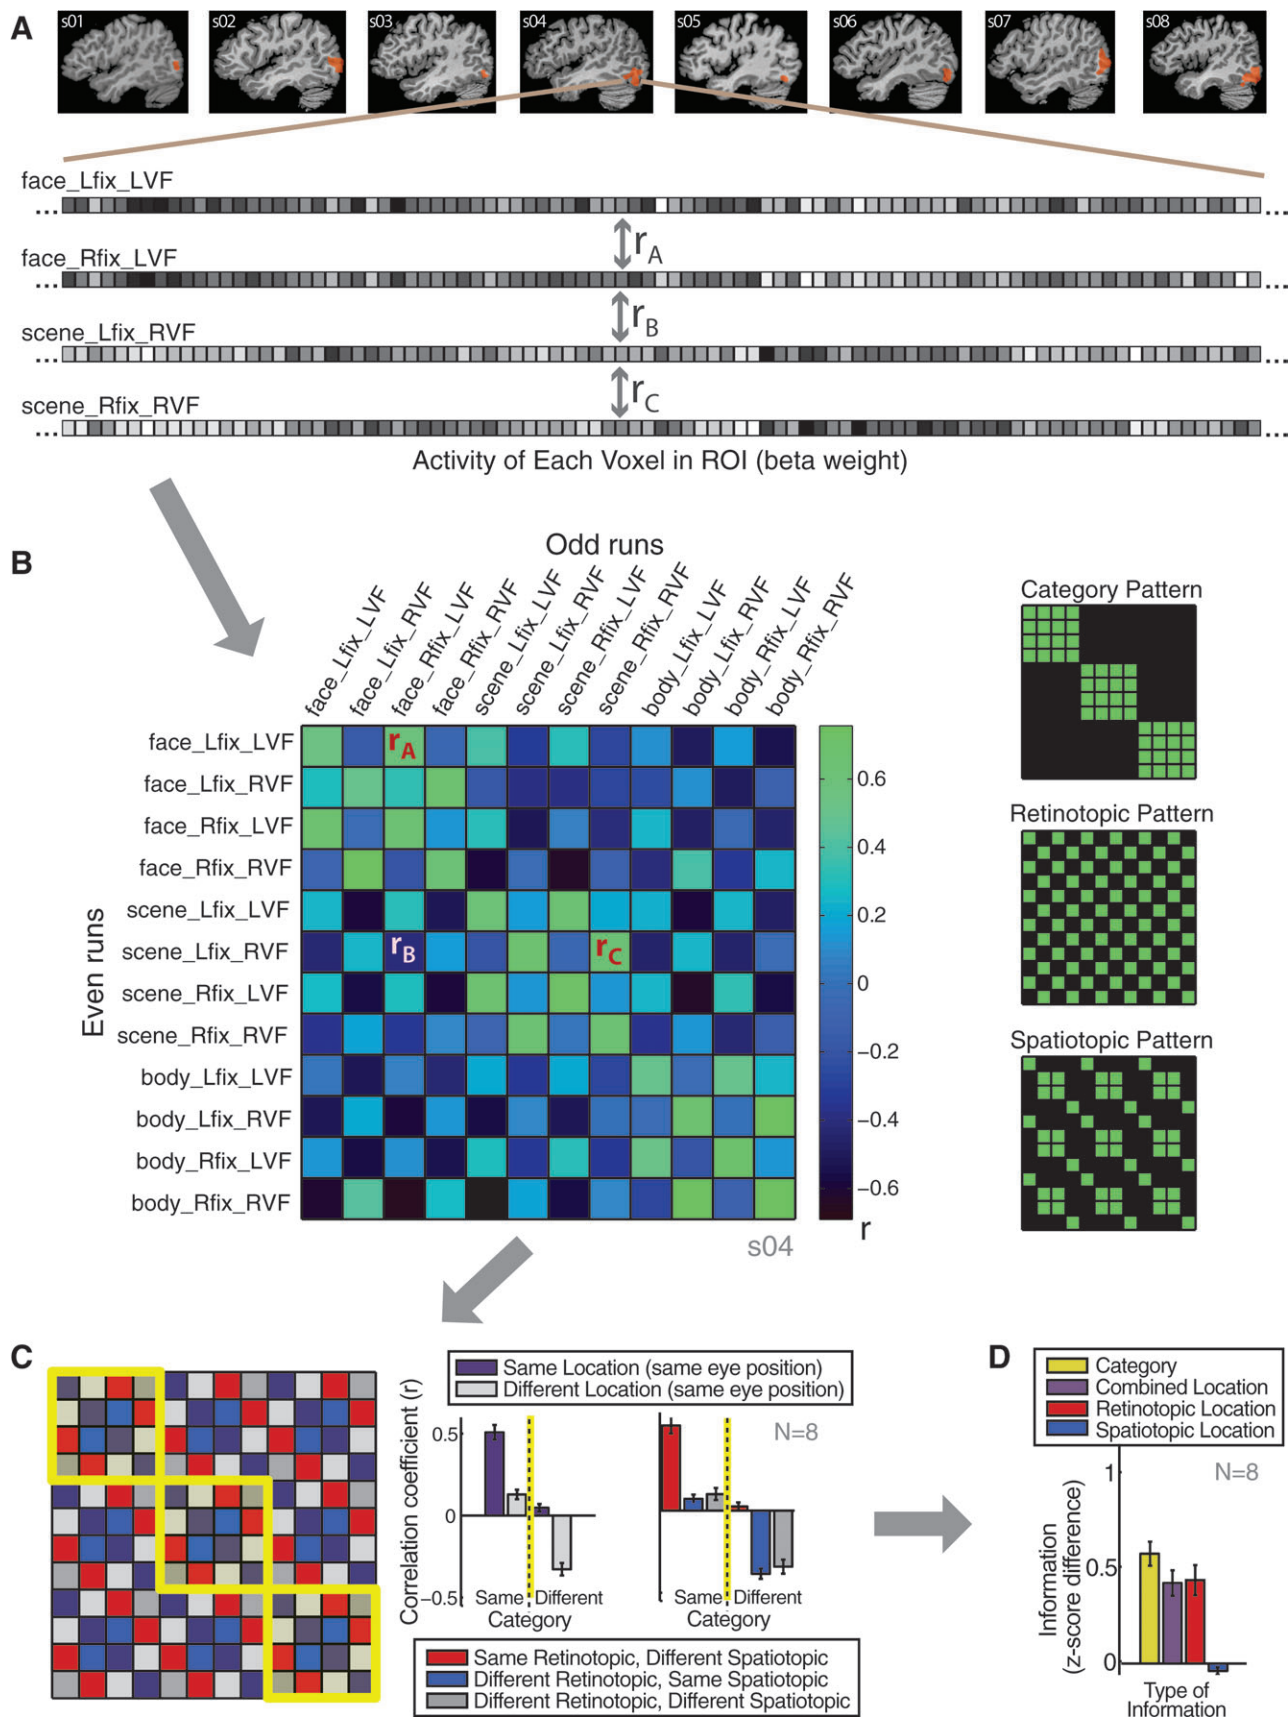 A
s01 s02 s03 s04 s05 s06 s07 s08
face_Lfix_LVF
... ...
rA
face_Rfix_LVF
... ...
rB
scene_Lfix_RVF
... ...
rC
scene_Rfix_RVF
... ...
Activity of Each Voxel in ROI (beta weight)
B
Odd runs
face_Lfix_LVF
face_Lfix_RVF
face_Rfix_LVF
face_Rfix_RVF
scene_Lfix_LVF
scene_Lfix_RVF
scene_Rfix_LVF
scene_Rfix_RVF
body_Lfix_LVF
body_Lfix_RVF
body_Rfix_LVF
body_Rfix_RVF
Even runs
face_Lfix_LVF
face_Lfix_RVF
face_Rfix_LVF
face_Rfix_RVF
scene_Lfix_LVF
scene_Lfix_RVF
scene_Rfix_LVF
scene_Rfix_RVF
body_Lfix_LVF
body_Lfix_RVF
body_Rfix_LVF
body_Rfix_RVF
rA
rB rC
0.6
0.4
0.2
0
−0.2
−0.4
−0.6
r
s04
Category Pattern
Retinotopic Pattern
Spatiotopic Pattern
C
Same Location (same eye position)
Different Location (same eye position)
Correlation coefficient (r)
0.5
0
−0.5
Same Different
Category
N=8
Same Different
Category
Same Retinotopic, Different Spatiotopic
Different Retinotopic, Same Spatiotopic
Different Retinotopic, Different Spatiotopic
D
Category
Combined Location
Retinotopic Location
Spatiotopic Location
N=8
Information
(z-score difference)
1
0.5
0
Type of
Information